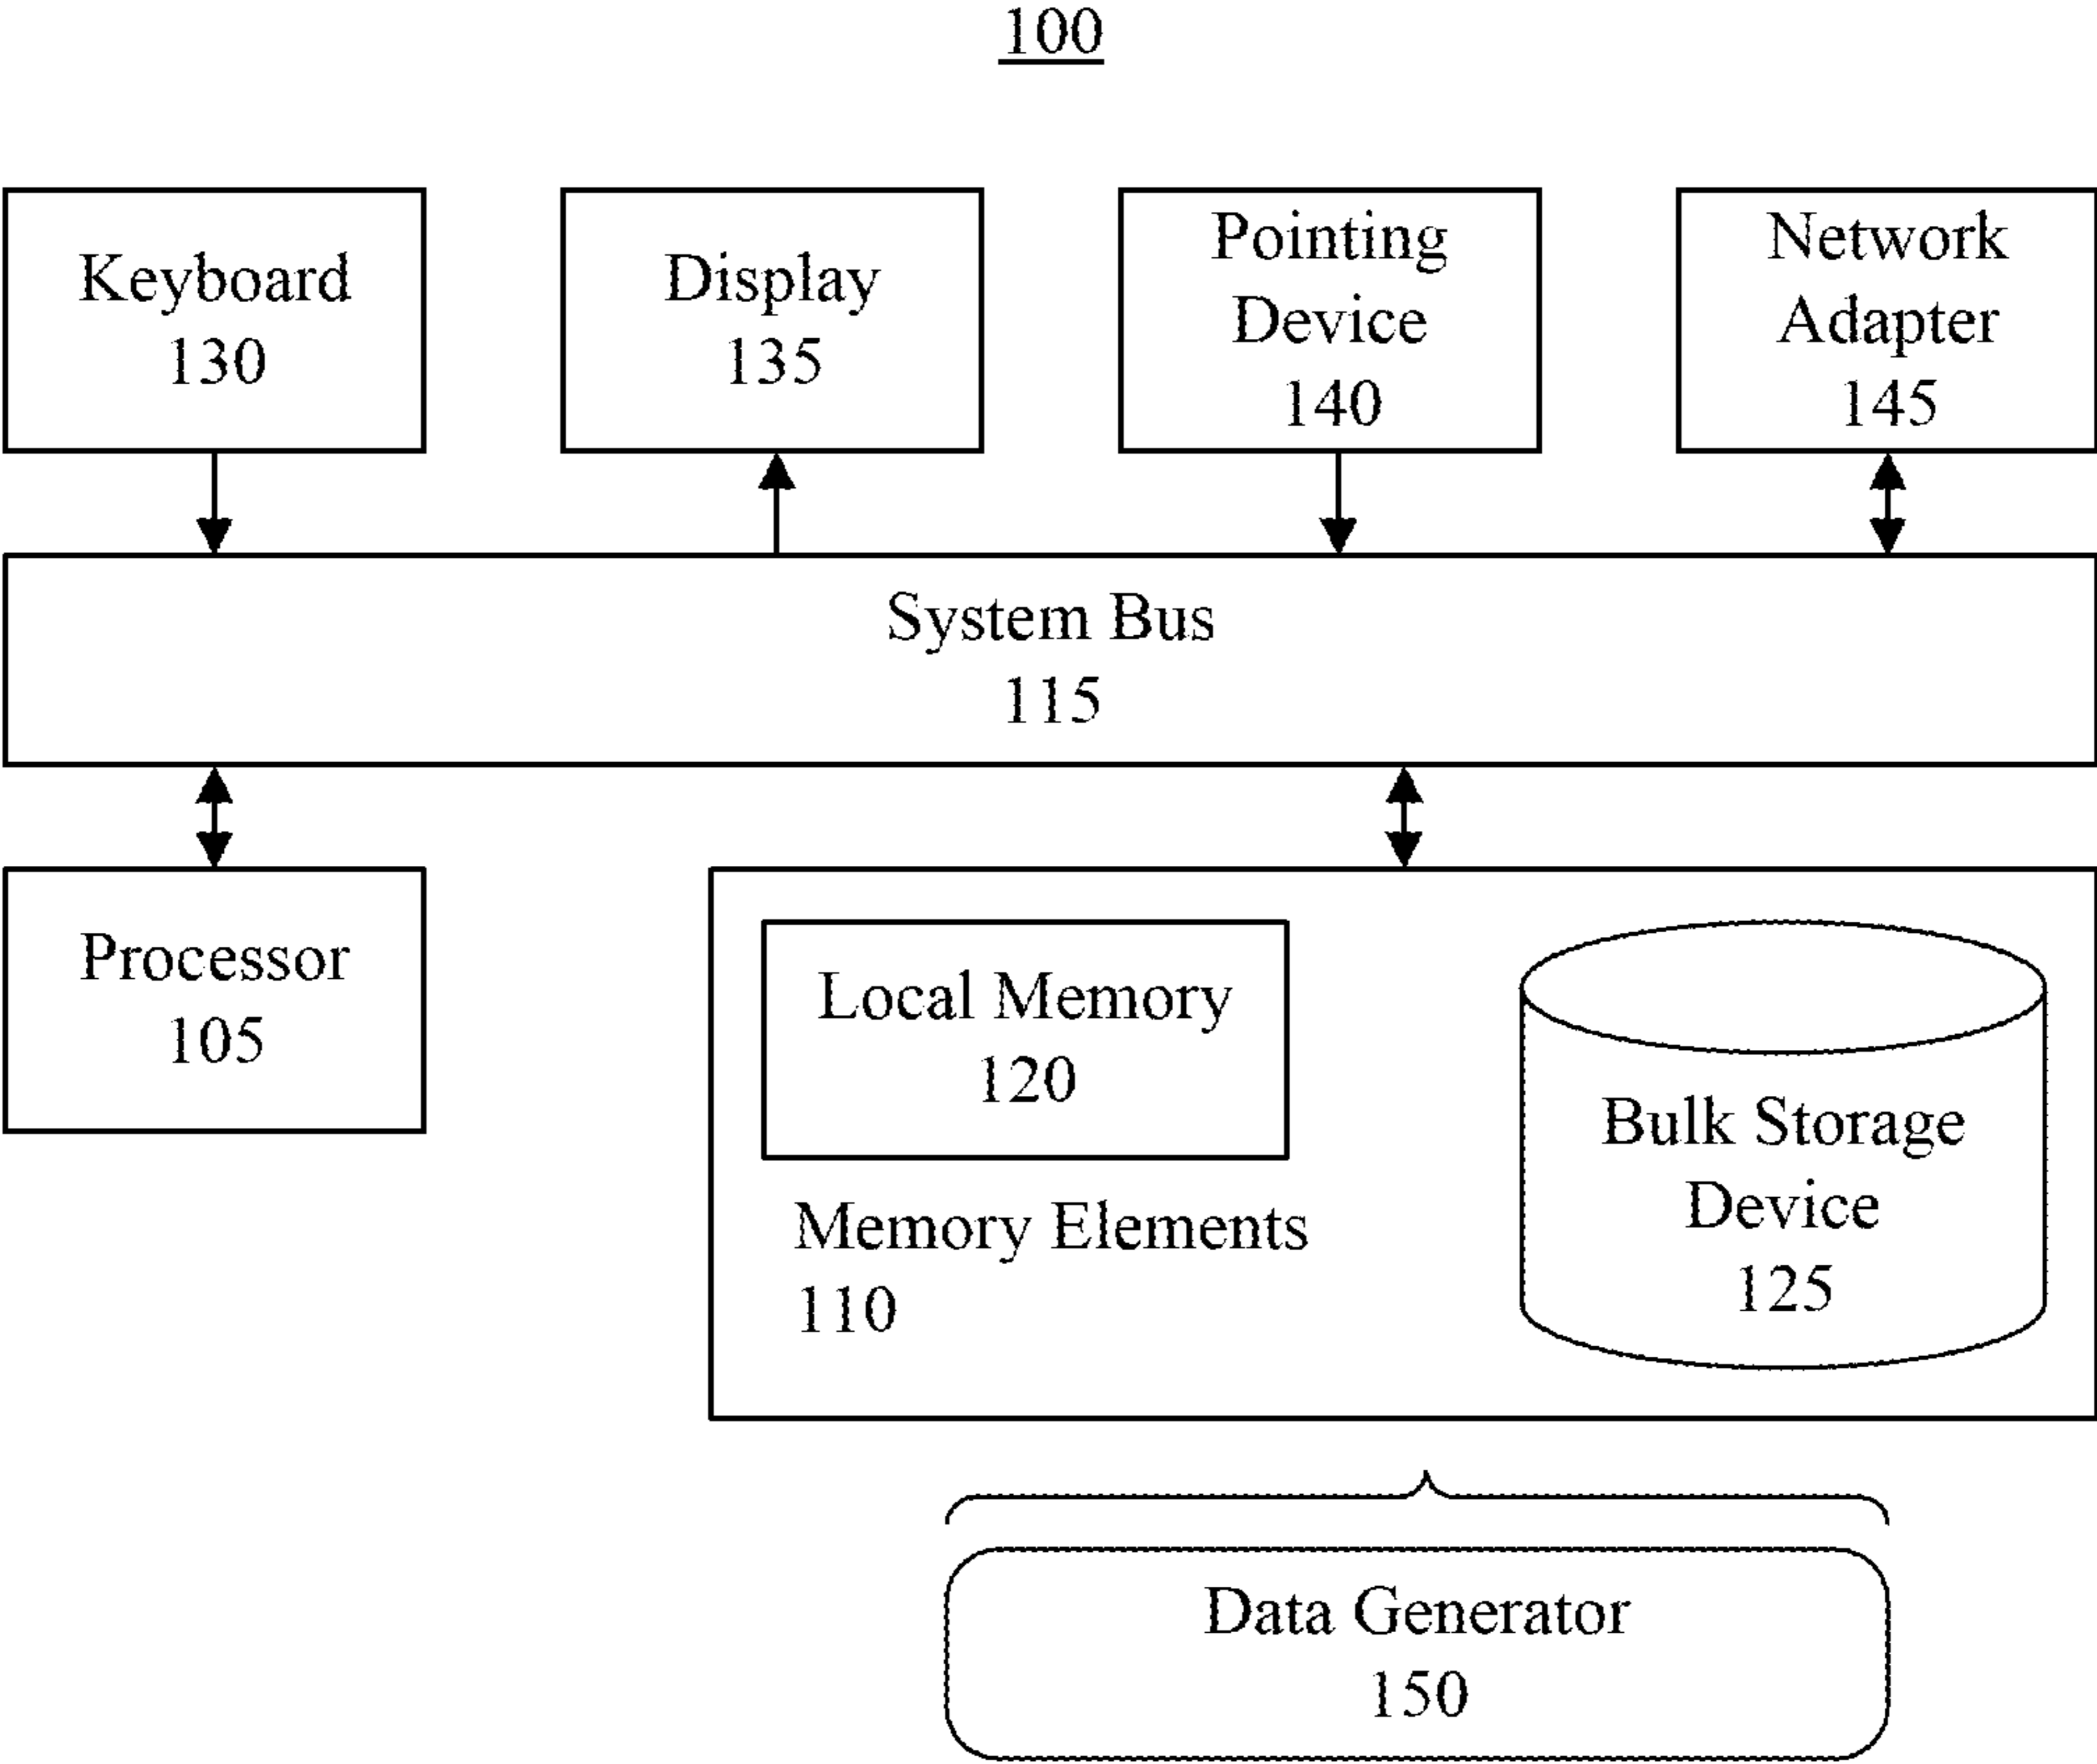 100
Keyboard
130
Display
135
Pointing
Device
140
Network
Adapter
145
System Bus
115
Processor
105
Local Memory
120
Memory Elements
110
Bulk Storage
Device
125
Data Generator
150